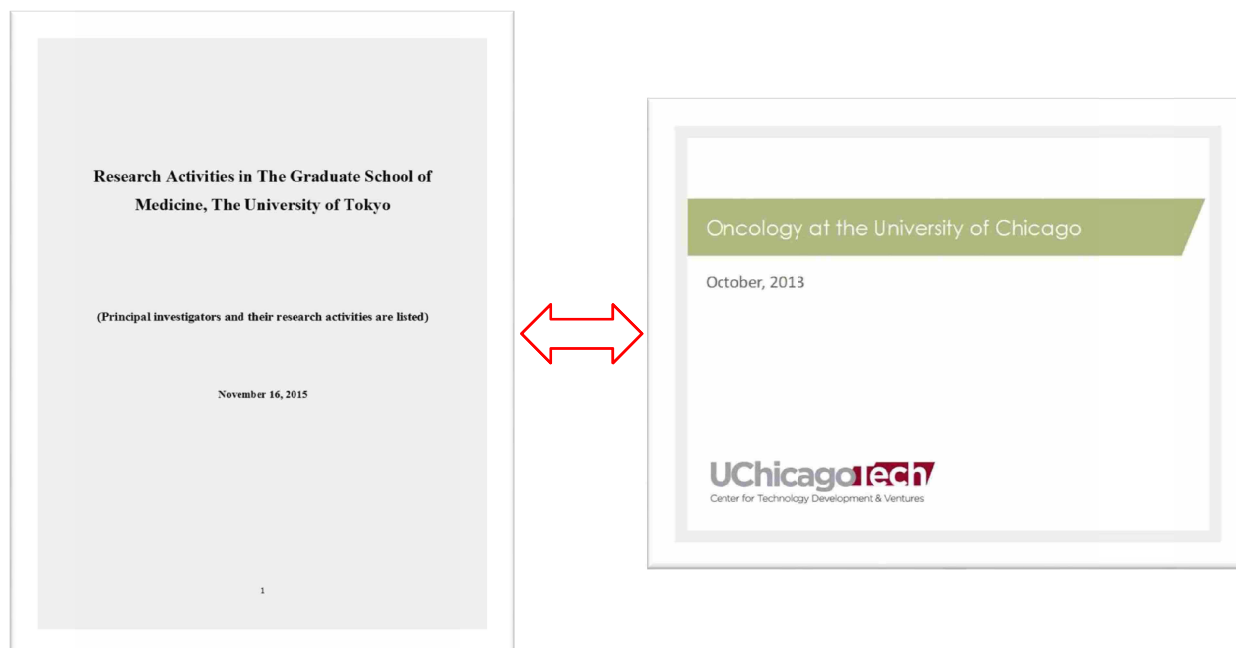 Research Activities in The Graduate School of
Medicine, The University of Tokyo
(Principal investigators and their research activities are listed)
November 16, 2015
1
Oncology at the University of Chicago
October, 2013
UChicagoTech
Center for Technology Development & Ventures